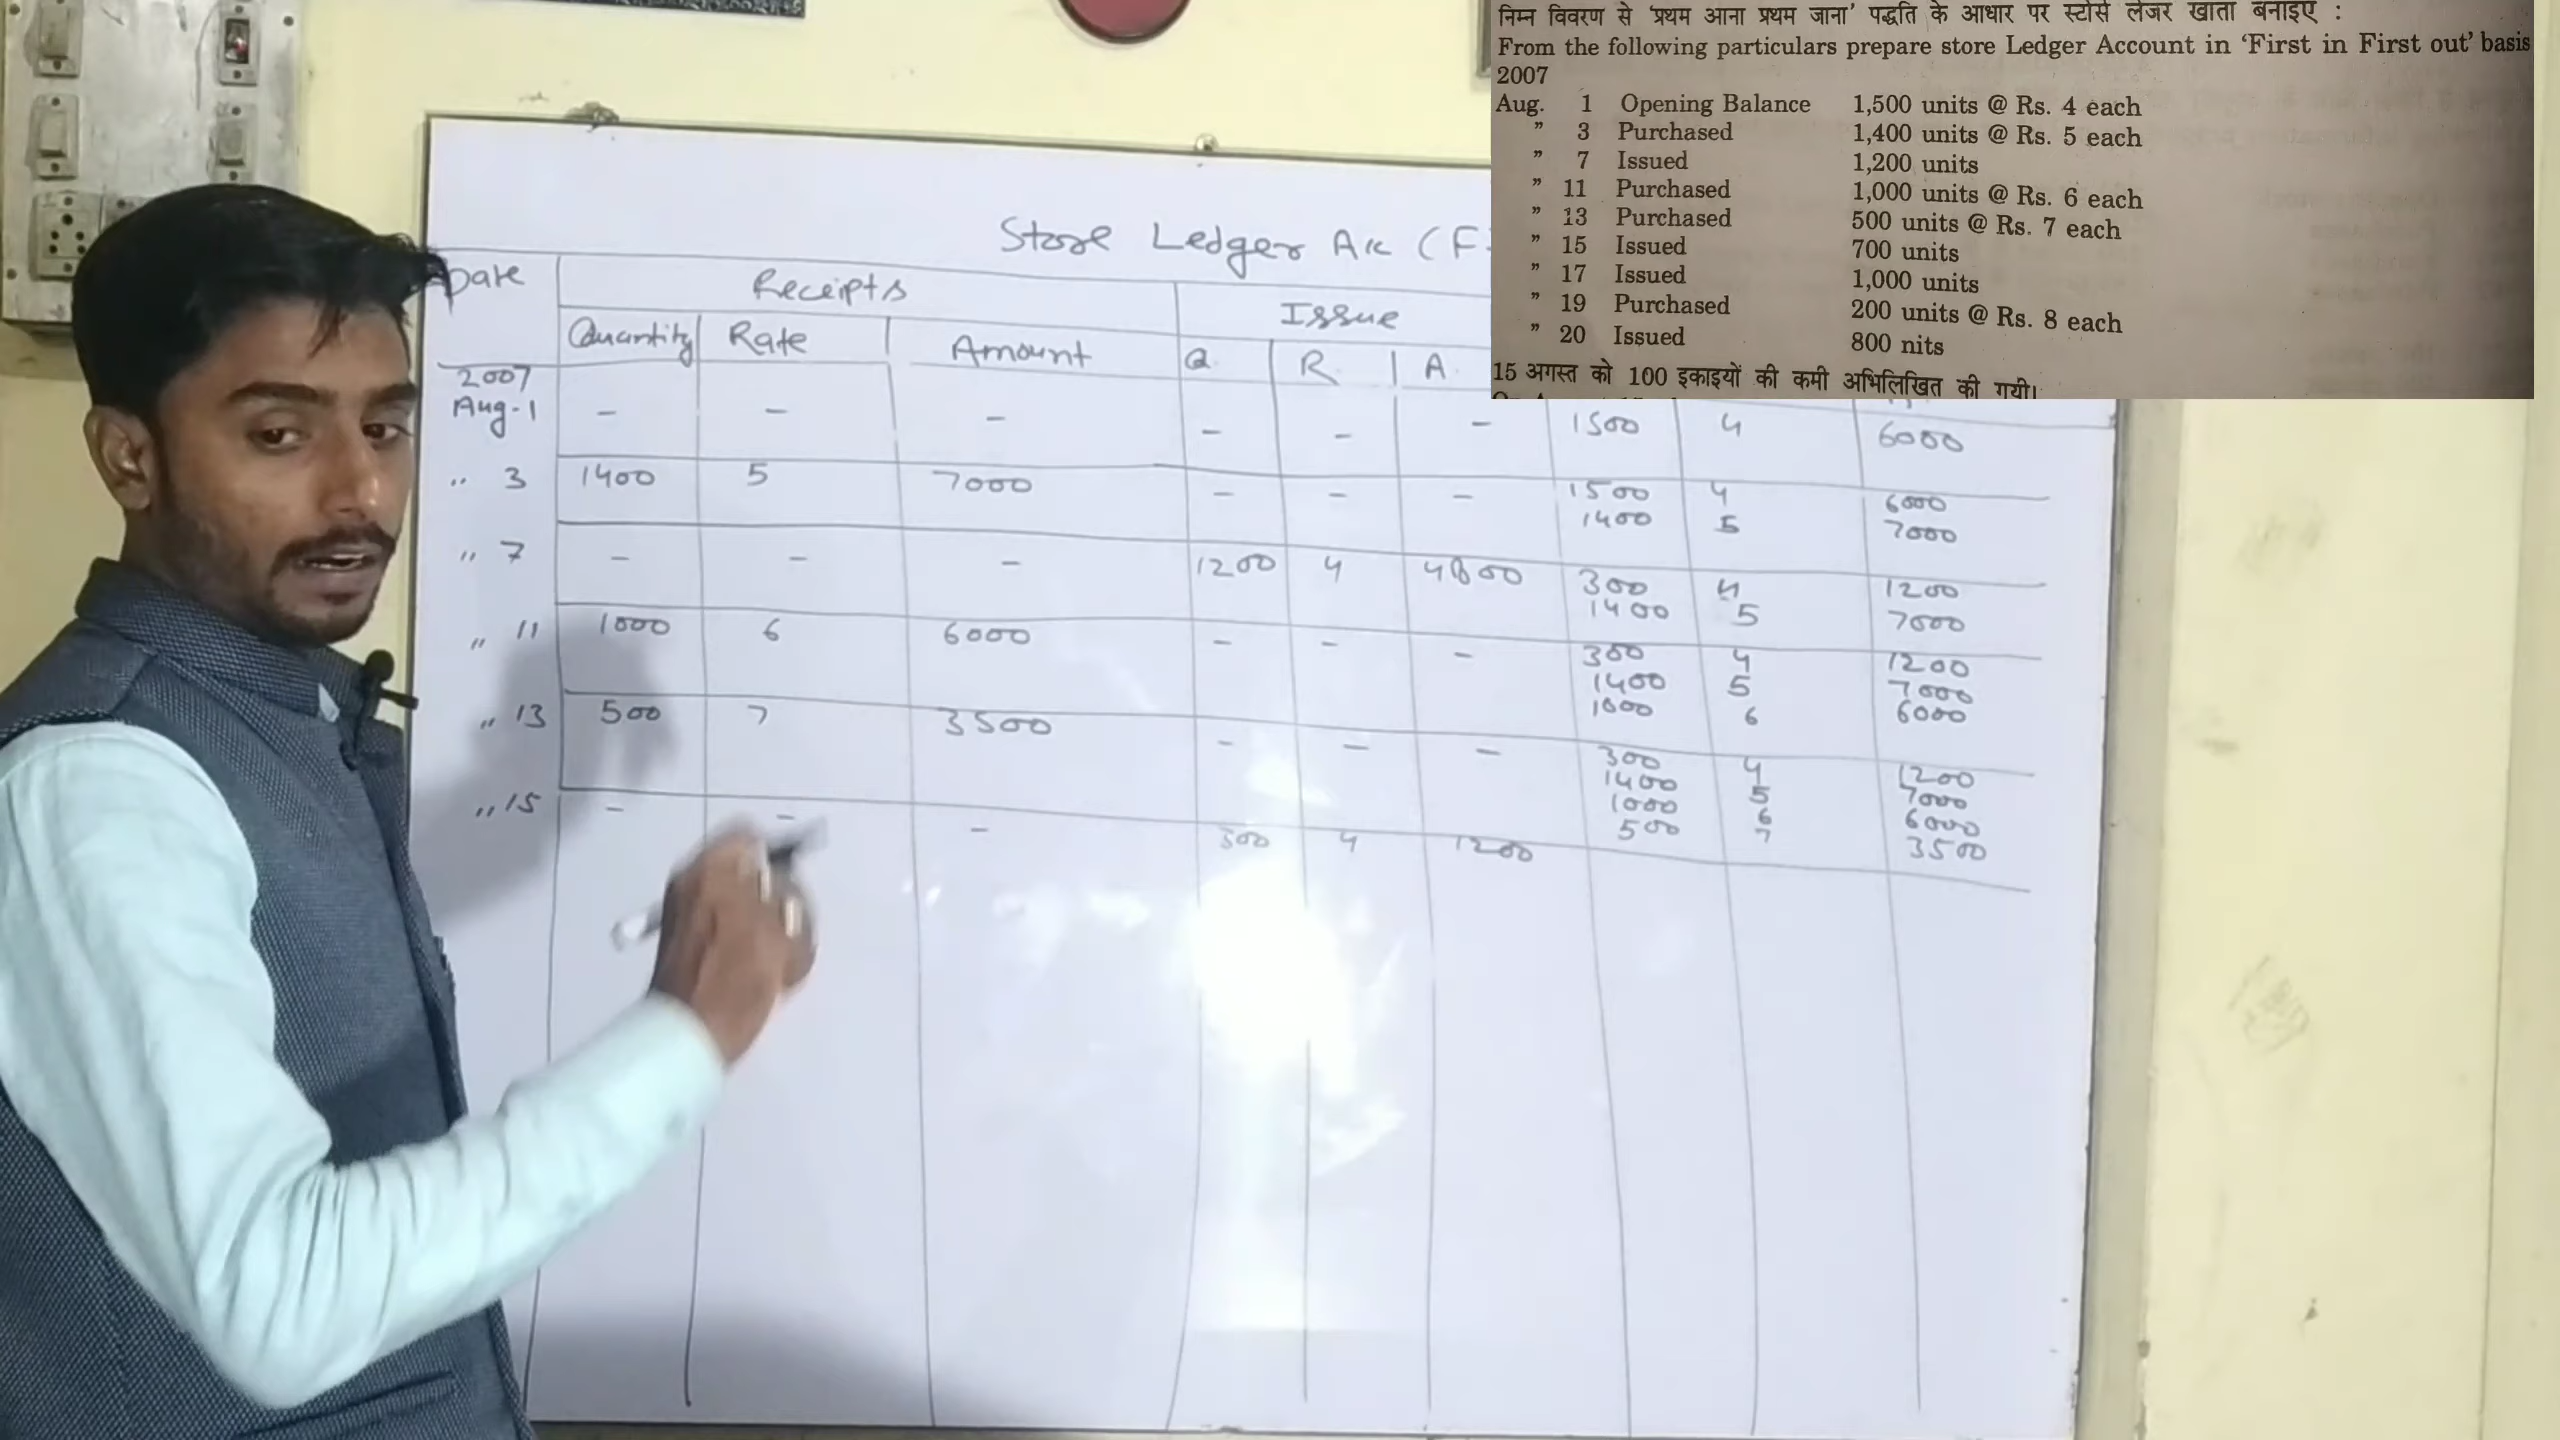 निम्न विवरण से 'प्रथम आना प्रथम जाना' पद्धति के आधार पर स्टोर्स लेजर खाता बनाइए :
From the following particulars prepare store Ledger Account in 'First in First out' basis
2007
Aug. 1 Opening Balance 1,500 units @ Rs. 4 each
" 3 Purchased 1,400 units @ Rs. 5 each
" 7 Issued 1,200 units
" 11 Purchased 1,000 units @ Rs. 6 each
" 13 Purchased 500 units @ Rs. 7 each
" 15 Issued 700 units
" 17 Issued 1,000 units
" 19 Purchased 200 units @ Rs. 8 each
" 20 Issued 800 nits
15 अगस्त को 100 इकाइयों की कमी अभिलिखित की गयी।
Store Ledger A/c (F
Date Receipts Issue
Quantity Rate Amount Q R. A
2007
Aug-1 - - - - - - 1500 4 6000
,, 3 1400 5 7000 - - - 1500 4 6000
1400 5 7000
,, 7 - - - 1200 4 4800 300 4 1200
1400 5 7000
,, 11 1000 6 6000 - - - 300 4 1200
1400 5 7000
1000 6 6000
,, 13 500 7 3500 - - - 300 4 1200
1400 5 7000
1000 6 6000
500 7 3500
,, 15 - - - 300 4 1200